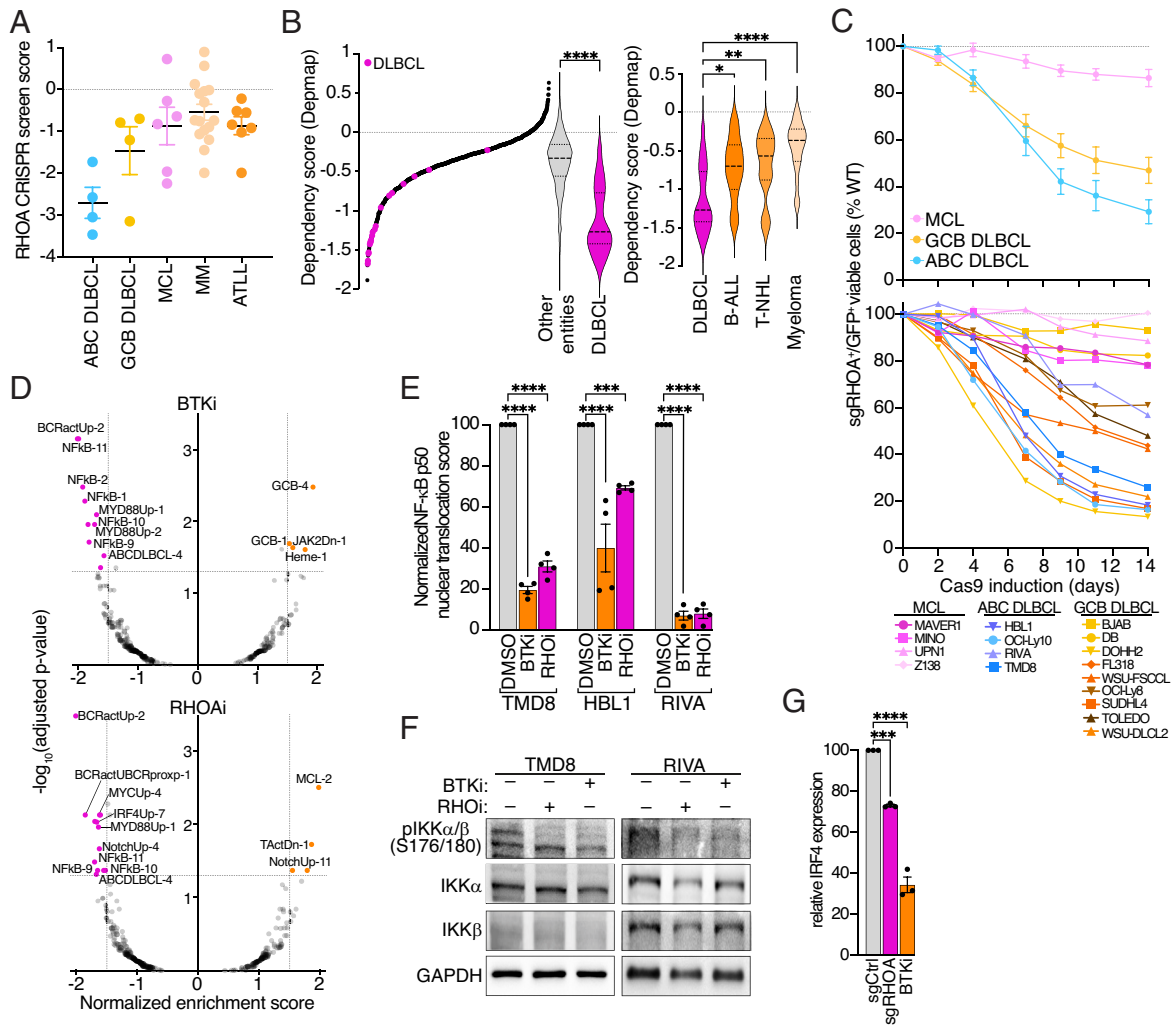 A
RHOA CRISPR screen score
1
0
-1
-2
-3
-4
ABC DLBCL
GCB DLBCL
MCL
MM
ATLL
B
Dependency score (Depmap)
1
0.5
0
-0.5
-1
-1.5
-2
DLBCL
****
Other
entities
DLBCL
Dependency score (Depmap)
0.5
0
-0.5
-1
-1.5
-2
****
**
*
DLBCL
B-ALL
T-NHL
Myeloma
C
sgRHOA+/GFP+viable cells (% WT)
100
80
60
40
20
0
MCL
GCB DLBCL
ABC DLBCL
100
80
60
40
20
0
0 2 4 6 8 10 12 14
Cas9 induction (days)
MCL
MAVER1
MINO
UPN1
Z138
ABC DLBCL
HBL1
OCI-Ly10
RIVA
TMD8
GCB DLBCL
BJAB
DB
DOHH2
FL318
WSU-FSCCL
OCI-Ly8
SUDHL4
TOLEDO
WSU-DLCL2
D
-log10(adjusted p-value)
BTKi
BCRactUp-2
NFkB-11
NFkB-2
NFkB-1
MYD88Up-1
NFkB-10
MYD88Up-2
NFkB-9
ABCDLBCL-4
GCB-4
GCB-1
JAK2Dn-1
Heme-1
3
2
1
-2 -1 0 1 2
RHOAi
BCRactUp-2
BCRactUBCRproxp-1
MYCUp-4
IRF4Up-7
MYD88Up-1
NotchUp-4
NFkB-11
NFkB-9
NFkB-10
ABCDLBCL-4
MCL-2
TActDn-1
NotchUp-11
3
2
1
-2 -1 0 1 2
Normalized enrichment score
E
NormalizedNF-κB p50
nuclear translocation score
100
80
60
40
20
0
****
****
***
****
****
****
DMSO
BTKi
RHOi
DMSO
BTKi
RHOi
DMSO
BTKi
RHOi
TMD8
HBL1
RIVA
F
TMD8
RIVA
BTKi: – – + – – +
RHOi: – + – – + –
pIKKα/β
(S176/180)
IKKα
IKKβ
GAPDH
G
relative IRF4 expression
100
80
60
40
20
0
****
***
sgCtrl
sgRHOA
BTKi